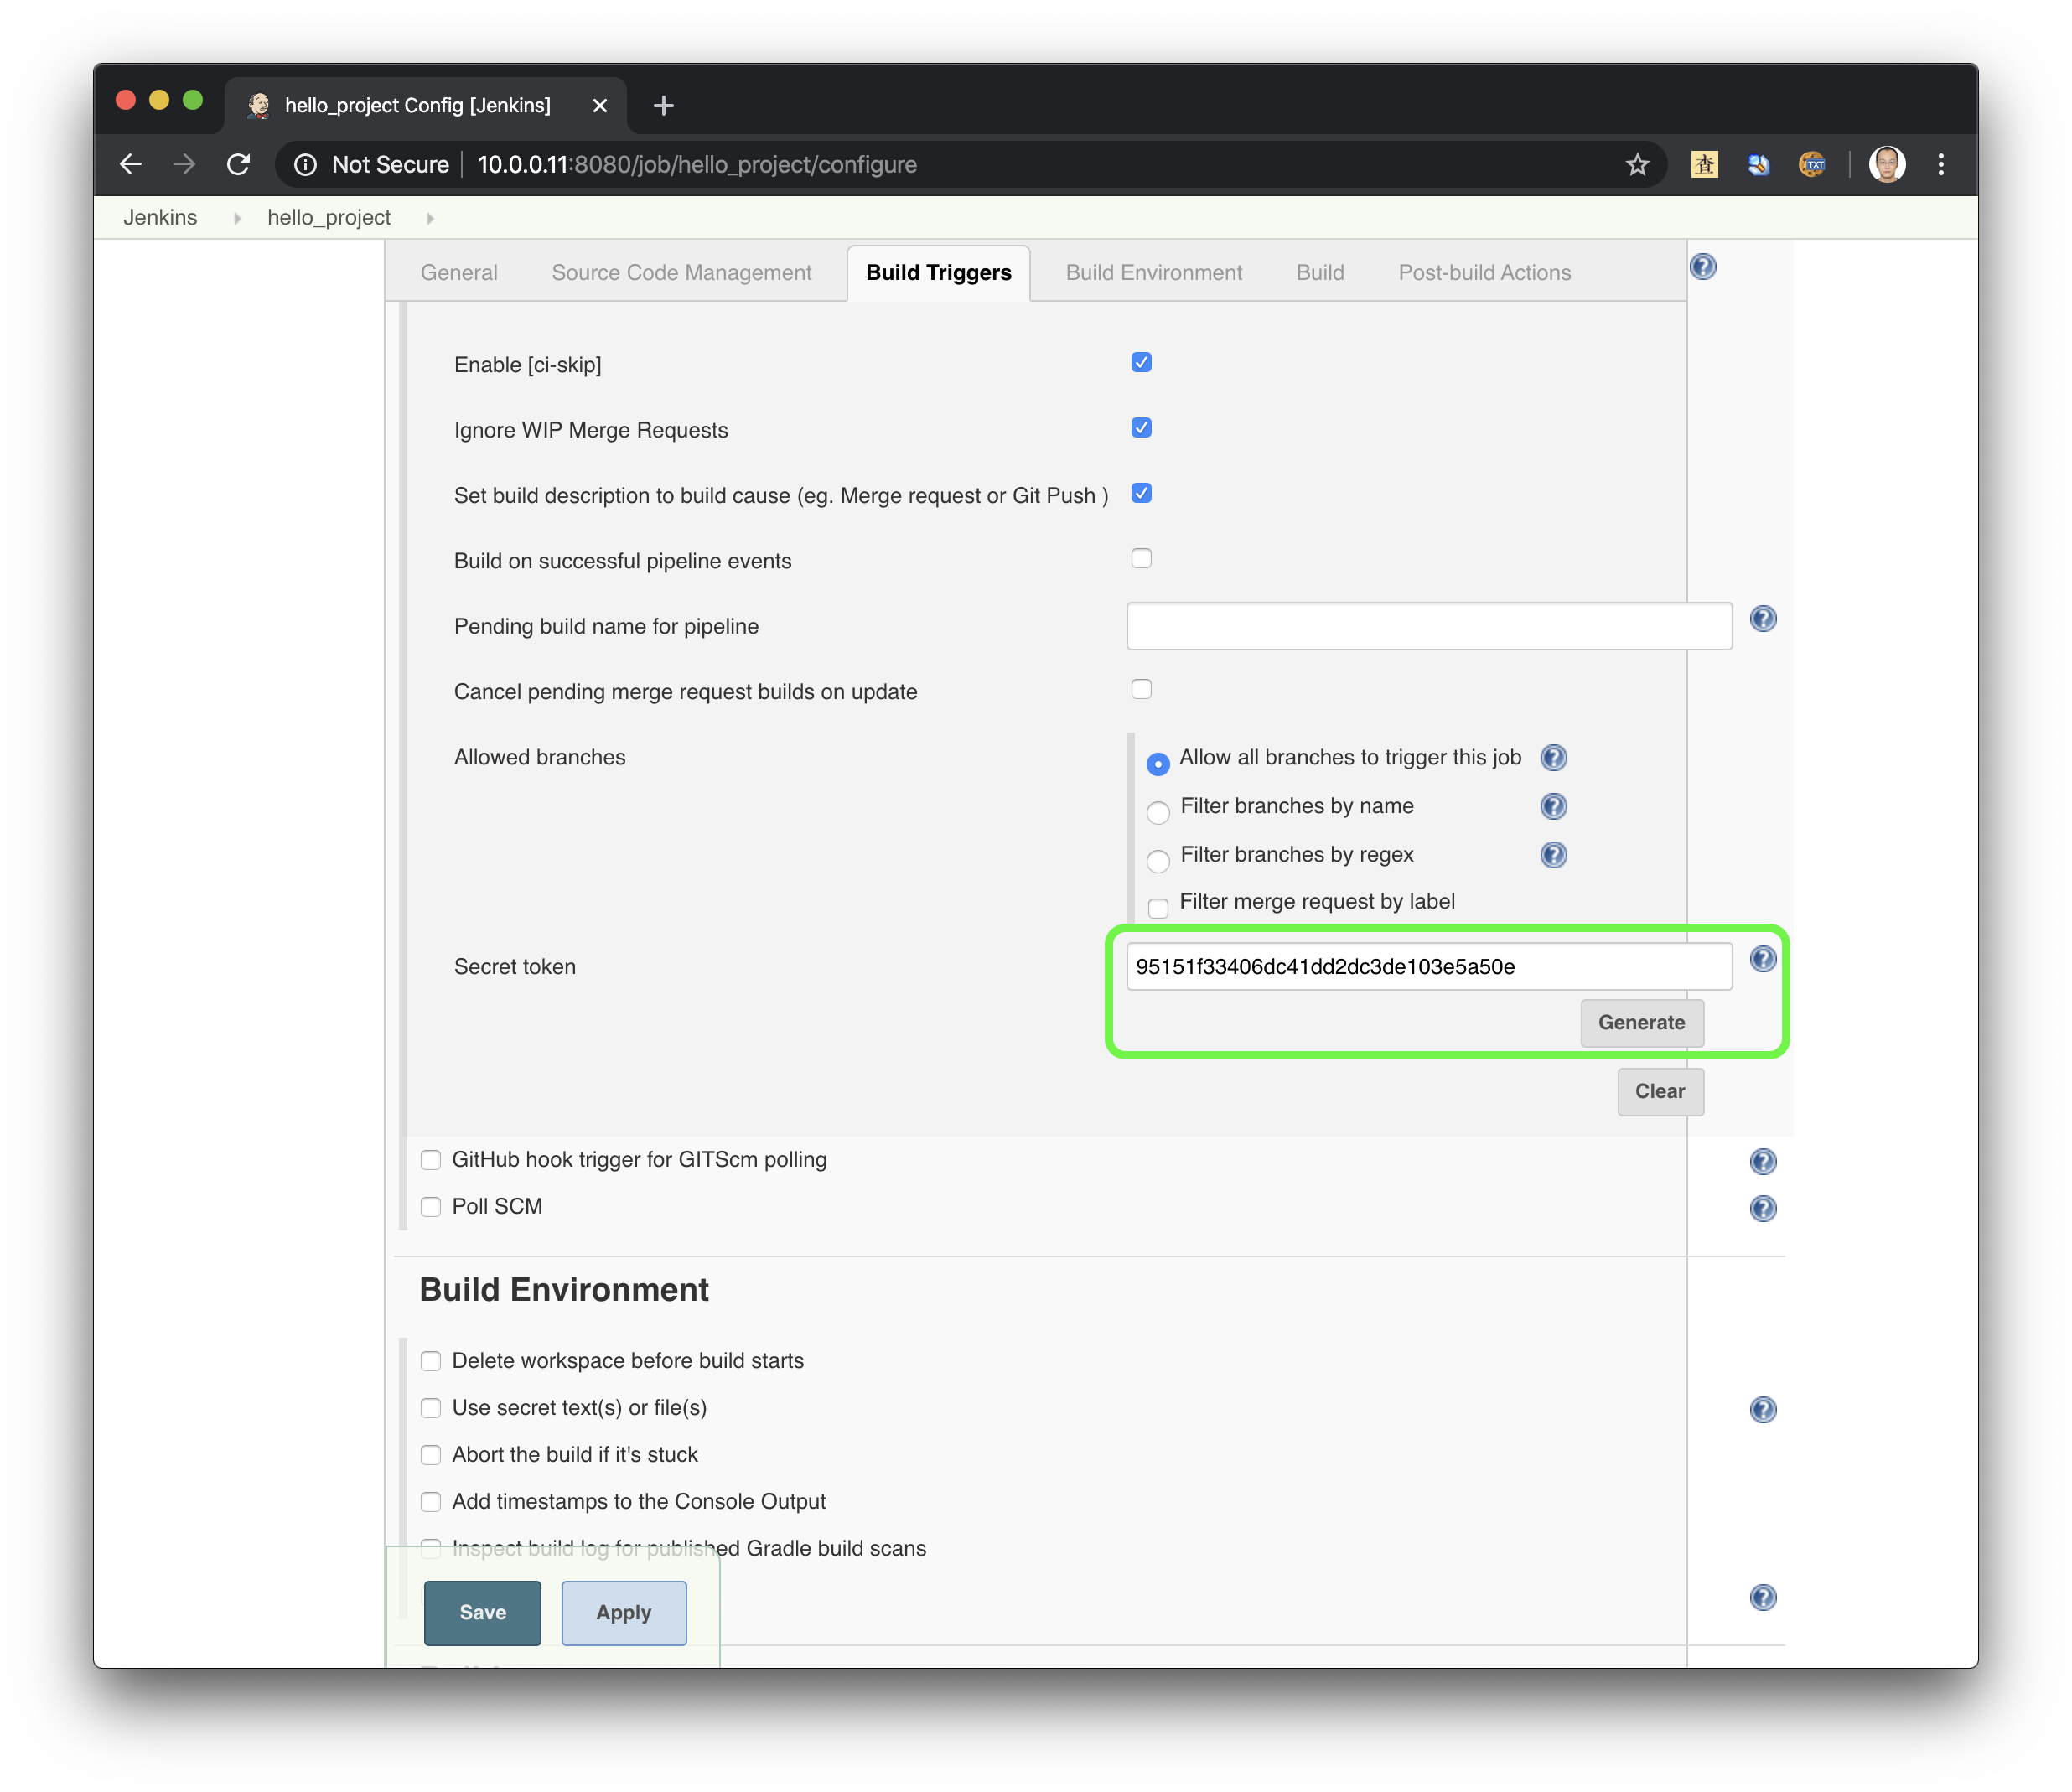 hello_project Config [Jenkins]
Not Secure 10.0.0.11:8080/job/hello_project/configure
查
TXT
Jenkins hello_project
General Source Code Management Build Triggers Build Environment Build Post-build Actions
Enable [ci-skip]
Ignore WIP Merge Requests
Set build description to build cause (eg. Merge request or Git Push )
Build on successful pipeline events
Pending build name for pipeline
Cancel pending merge request builds on update
Allowed branches
Allow all branches to trigger this job
Filter branches by name
Filter branches by regex
Filter merge request by label
Secret token
95151f33406dc41dd2dc3de103e5a50e
Generate
Clear
GitHub hook trigger for GITScm polling
Poll SCM
Build Environment
Delete workspace before build starts
Use secret text(s) or file(s)
Abort the build if it's stuck
Add timestamps to the Console Output
Inspect build log for published Gradle build scans
Save Apply